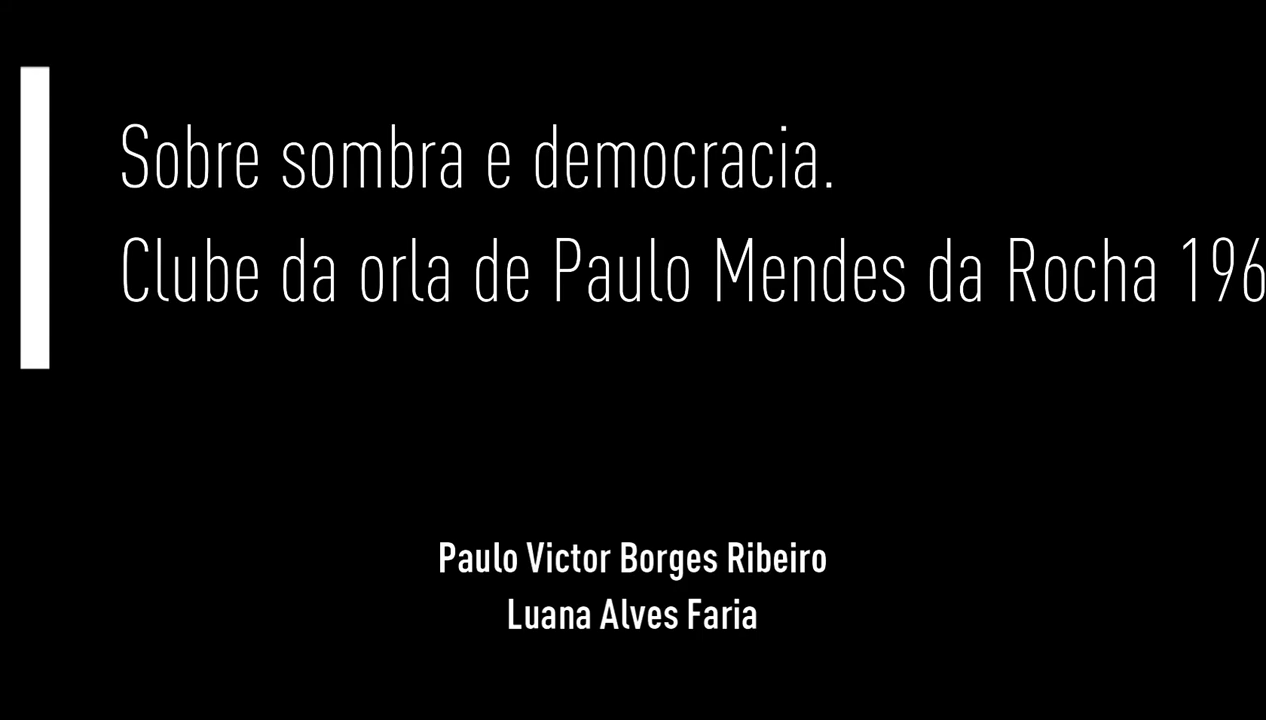 Sobre sombra e democracia.
Clube da orla de Paulo Mendes da Rocha 196
Paulo Victor Borges Ribeiro
Luana Alves Faria